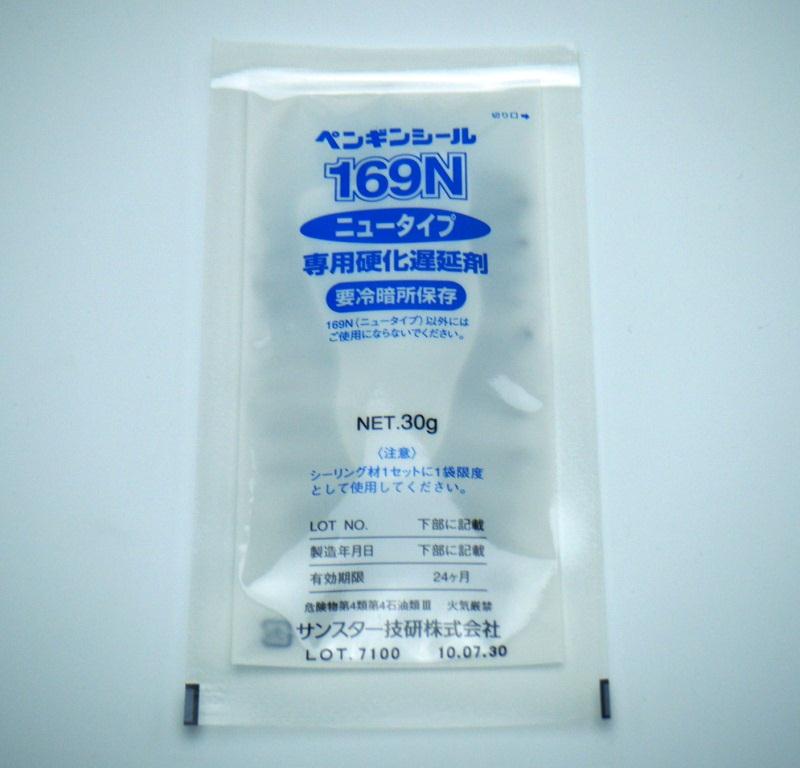 切り口➡
ペンギンシール
169N
ニュータイプ
専用硬化遅延剤
要冷暗所保存
169N(ニュータイプ)以外には
ご使用にならないでください。
NET.30g
〈注意〉
シーリング材1セットに1袋限度
として使用してください。
LOT NO. 下部に記載
製造年月日 下部に記載
有効期限 24ヶ月
危険物第4類第4石油類Ⅲ 火気厳禁
サンスター技研株式会社
LOT.7100 10.07.30